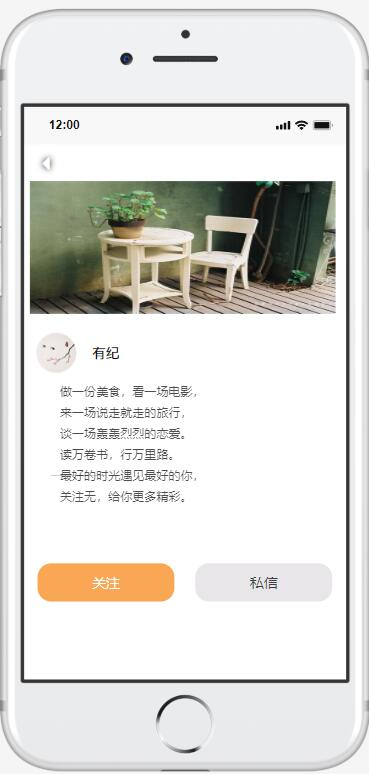 12:00
有纪
做一份美食，看一场电影，
来一场说走就走的旅行，
谈一场轰轰烈烈的恋爱。
读万卷书，行万里路。
最好的时光遇见最好的你，
关注无，给你更多精彩。
关注
私信